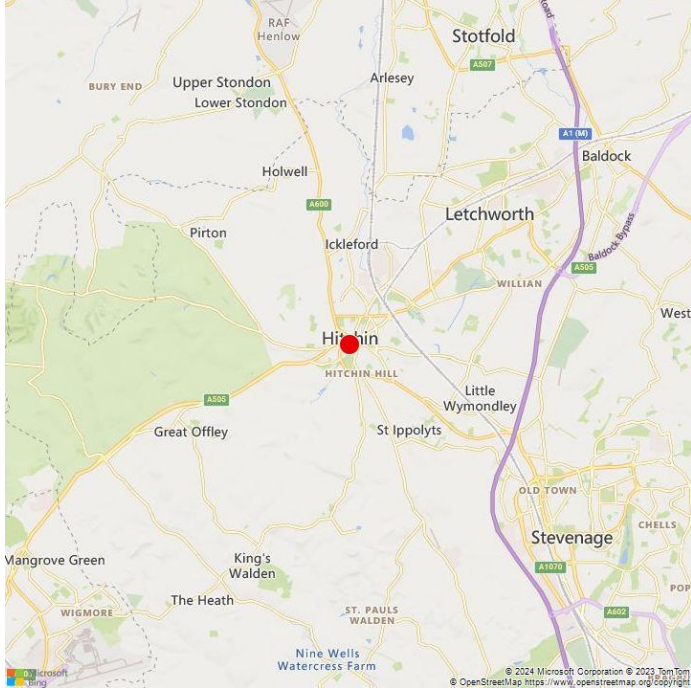 RAF
Henlow
Stotfold
Road
A507
BURY END
Upper Stondon
Arlesey
Lower Stondon
A1 (M)
Baldock
Holwell
A600
Letchworth
Pirton
Ickleford
Baldock Bypass
A505
WILLIAN
West
Hitchin
HITCHIN HILL
Little
Wymondley
A505
Great Offley
St Ippolyts
OLD TOWN
CHELLS
Stevenage
Mangrove Green
King's
Walden
A1070
POP
The Heath
WIGMORE
ST. PAULS
WALDEN
A602
Nine Wells
Watercress Farm
Microsoft
Bing
© 2024 Microsoft Corporation © 2023 TomTom
© OpenStreetMap https://www.openstreetmap.org/copyright